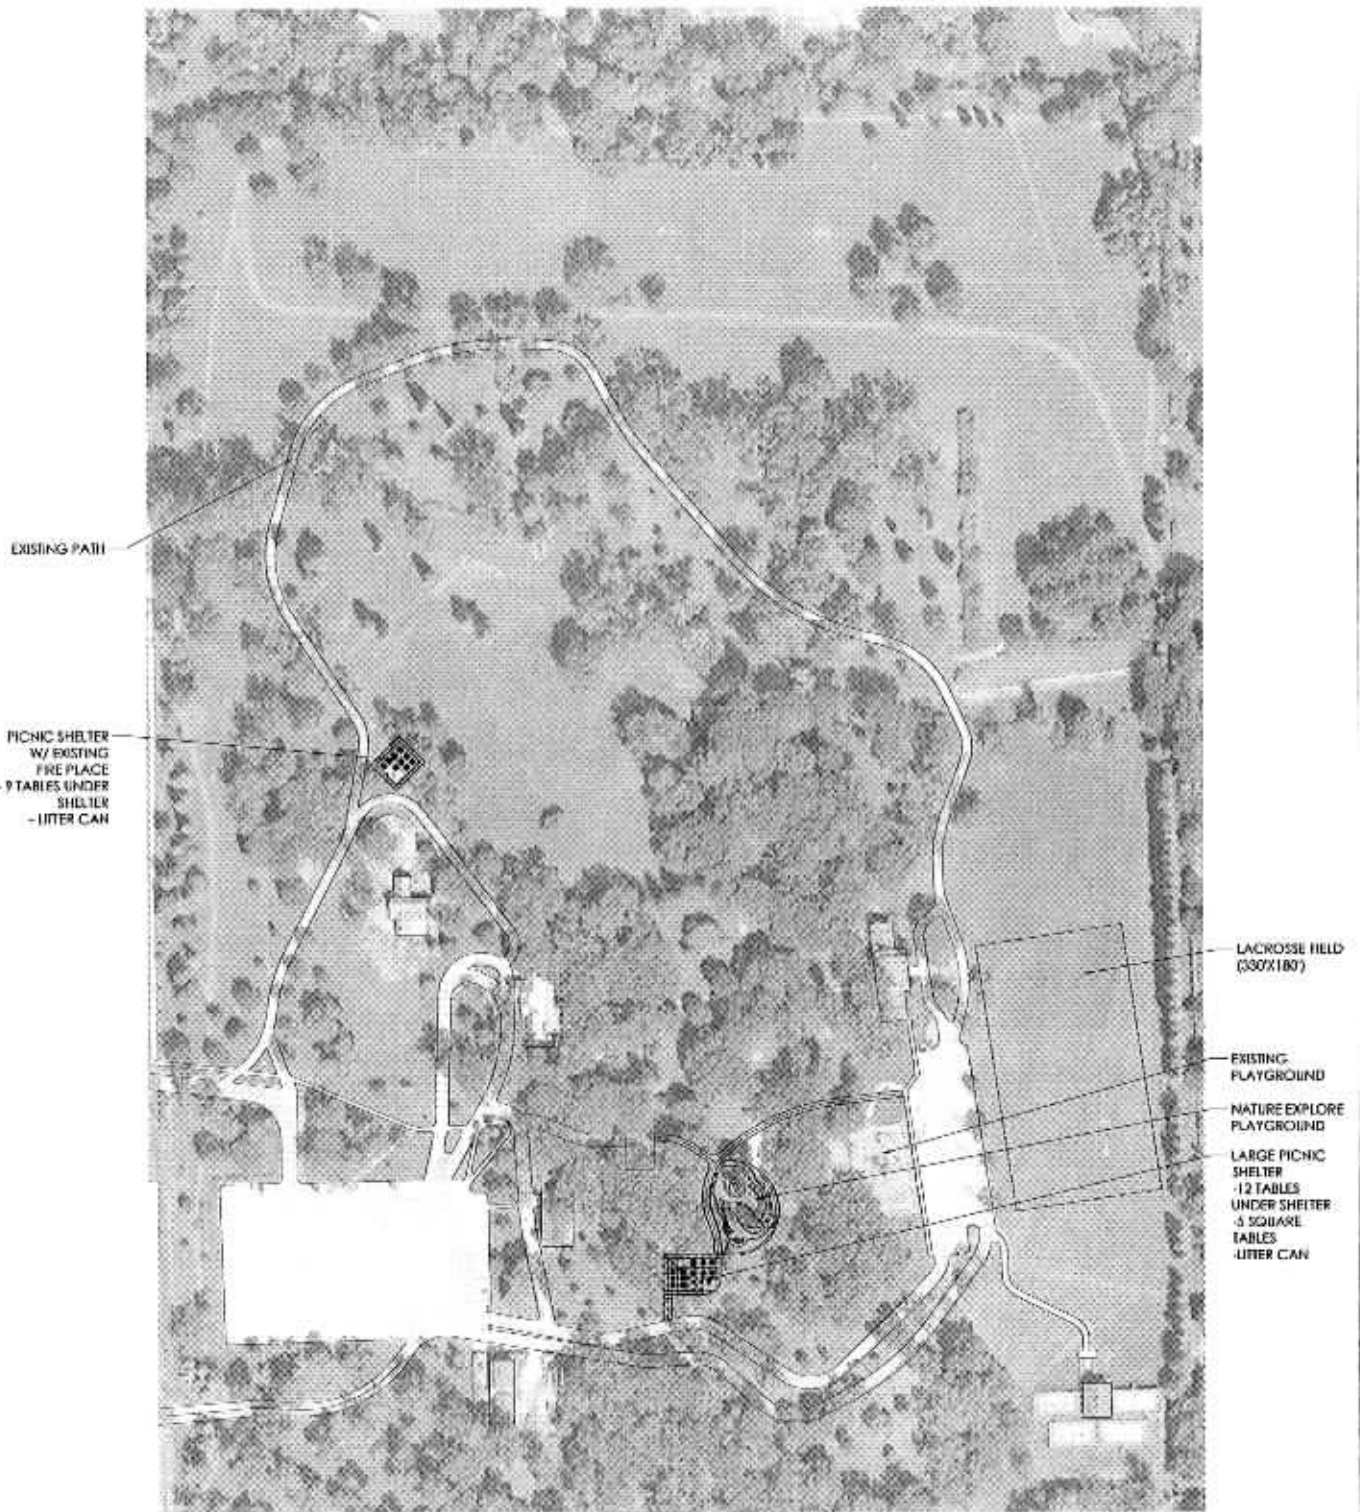 EXISTING PATH
PICNIC SHELTER
W/ EXISTING
FIRE PLACE
- 9 TABLES UNDER
SHELTER
- LITTER CAN
LACROSSE FIELD
(330'X180')
EXISTING
PLAYGROUND
NATURE EXPLORE
PLAYGROUND
LARGE PICNIC
SHELTER
-12 TABLES
UNDER SHELTER
-5 SQUARE
TABLES
-LITTER CAN